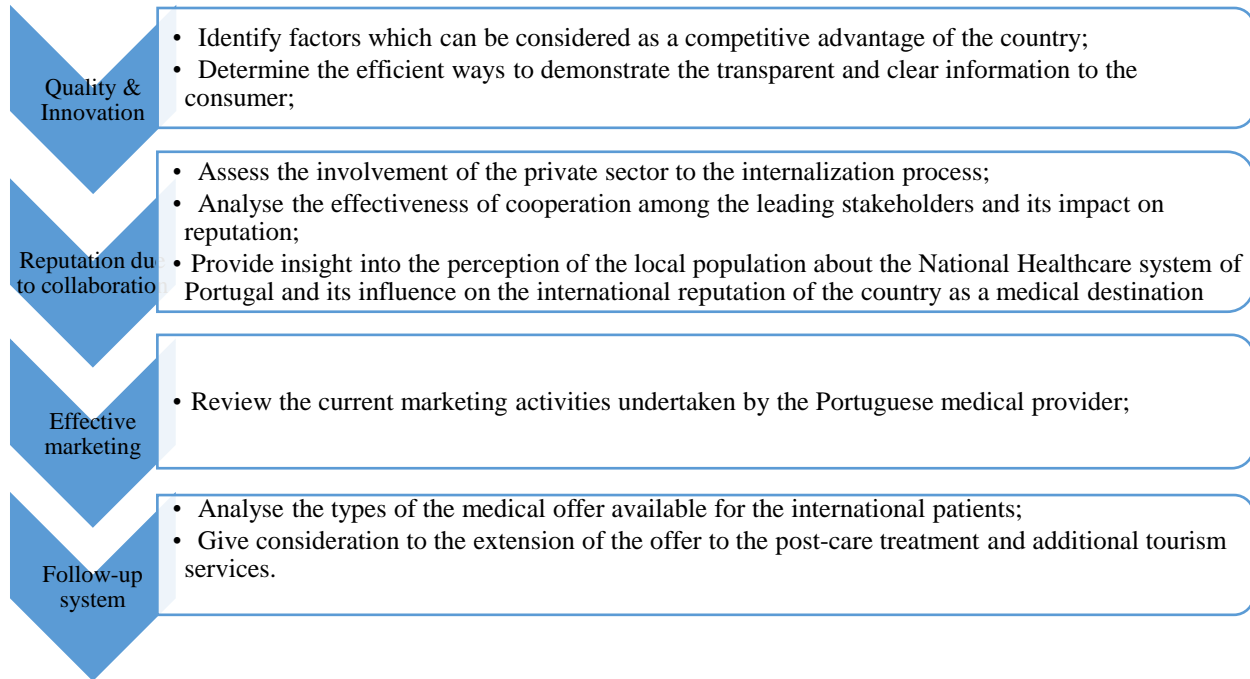 Quality &
Innovation
• Identify factors which can be considered as a competitive advantage of the country;
• Determine the efficient ways to demonstrate the transparent and clear information to the
consumer;
Reputation due
to collaboration
• Assess the involvement of the private sector to the internalization process;
• Analyse the effectiveness of cooperation among the leading stakeholders and its impact on
reputation;
• Provide insight into the perception of the local population about the National Healthcare system of
Portugal and its influence on the international reputation of the country as a medical destination
Effective
marketing
• Review the current marketing activities undertaken by the Portuguese medical provider;
Follow-up
system
• Analyse the types of the medical offer available for the international patients;
• Give consideration to the extension of the offer to the post-care treatment and additional tourism
services.